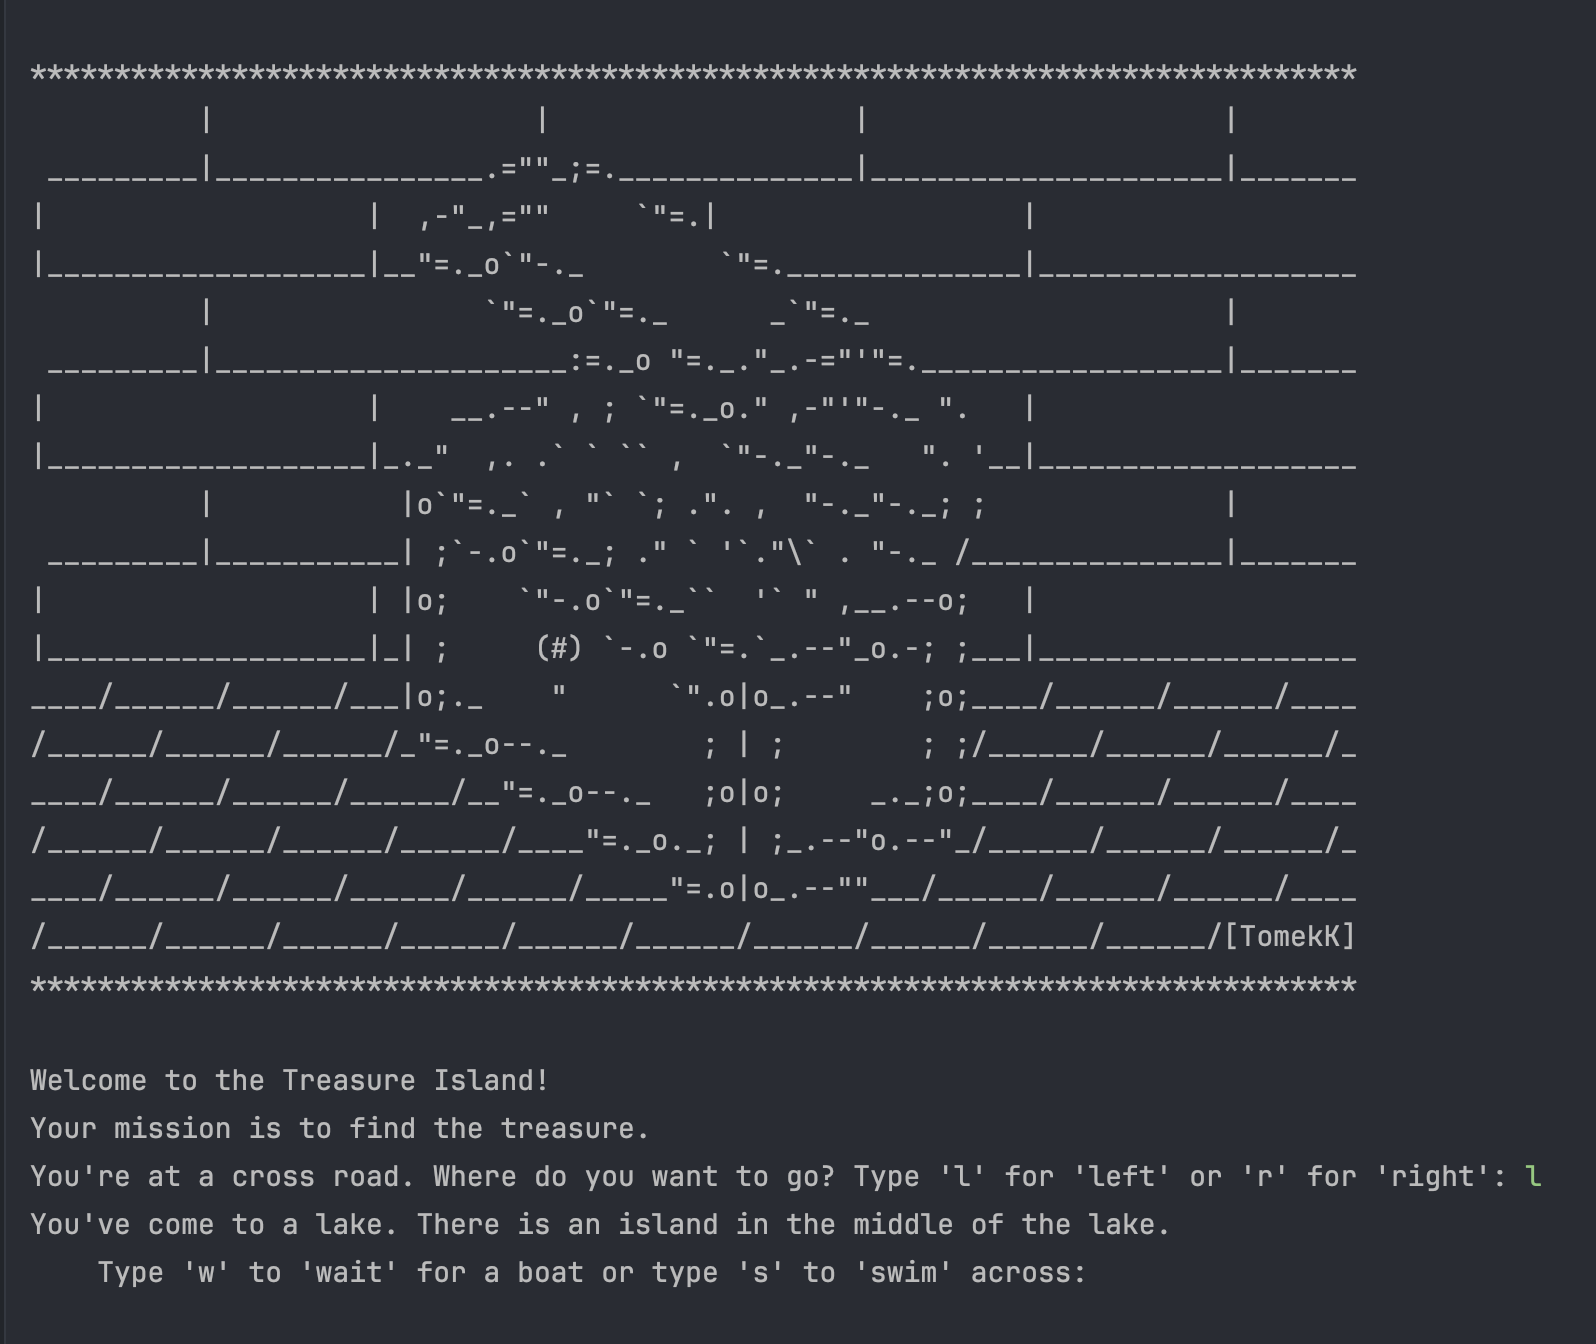 *******************************************************************************
          |                   |                  |                     |
 _________|________________.=""_;=.______________|_____________________|_______
|                   |  ,-"_,=""     `"=.|                  |
|___________________|__"=._o`"-._        `"=.______________|___________________
          |                `"=._o`"=._      _`"=._                     |
 _________|_____________________:=._o "=._."_.-="'"=.__________________|_______
|                   |    __.--" , ; `"=._o." ,-"'"-._ ".   |
|___________________|_._"  ,. .` ` `` ,  `"-._"-._   ". '__|___________________
          |           |o`"=._` , "` `; .". ,  "-._"-._; ;              |
 _________|___________| ;`-.o`"=._; ." ` '`."\` . "-._ /_______________|_______
|                   | |o;    `"-.o`"=._``  '` " ,__.--o;   |
|___________________|_| ;     (#) `-.o `"=.`_.--"_o.-; ;___|___________________
____/______/______/___|o;._    "      `".o|o_.--"    ;o;____/______/______/____
/______/______/______/_"=._o--._        ; | ;        ; ;/______/______/______/_
____/______/______/______/__"=._o--._   ;o|o;     _._;o;____/______/______/____
/______/______/______/______/____"=._o._; | ;_.--"o.--"_/______/______/______/_
____/______/______/______/______/_____"=.o|o_.--""___/______/______/______/____
/______/______/______/______/______/______/______/______/______/______/[TomekK]
*******************************************************************************
Welcome to the Treasure Island!
Your mission is to find the treasure.
You're at a cross road. Where do you want to go? Type 'l' for 'left' or 'r' for 'right': l
You've come to a lake. There is an island in the middle of the lake.
    Type 'w' to 'wait' for a boat or type 's' to 'swim' across: